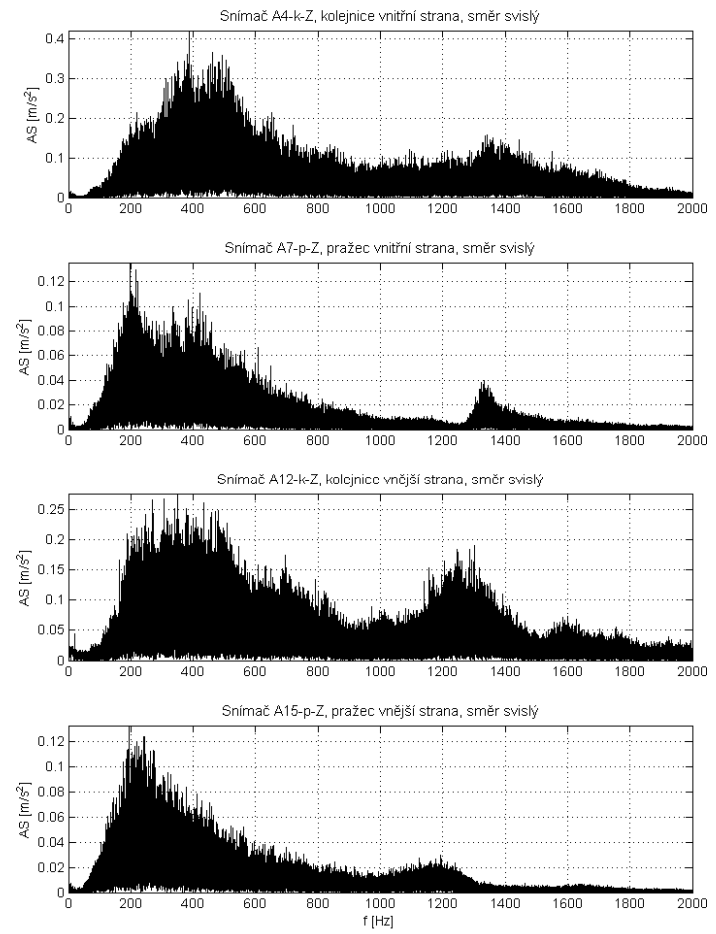 Snímač A4-k-Z, kolejnice vnitřní strana, směr svislý
0.4
0.3
0.2
0.1
0
AS [m/s²]
0 200 400 600 800 1000 1200 1400 1600 1800 2000
Snímač A7-p-Z, pražec vnitřní strana, směr svislý
0.12
0.1
0.08
0.06
0.04
0.02
0
AS [m/s²]
0 200 400 600 800 1000 1200 1400 1600 1800 2000
Snímač A12-k-Z, kolejnice vnější strana, směr svislý
0.25
0.2
0.15
0.1
0.05
0
AS [m/s²]
0 200 400 600 800 1000 1200 1400 1600 1800 2000
Snímač A15-p-Z, pražec vnější strana, směr svislý
0.12
0.1
0.08
0.06
0.04
0.02
0
AS [m/s²]
0 200 400 600 800 1000 1200 1400 1600 1800 2000
f [Hz]